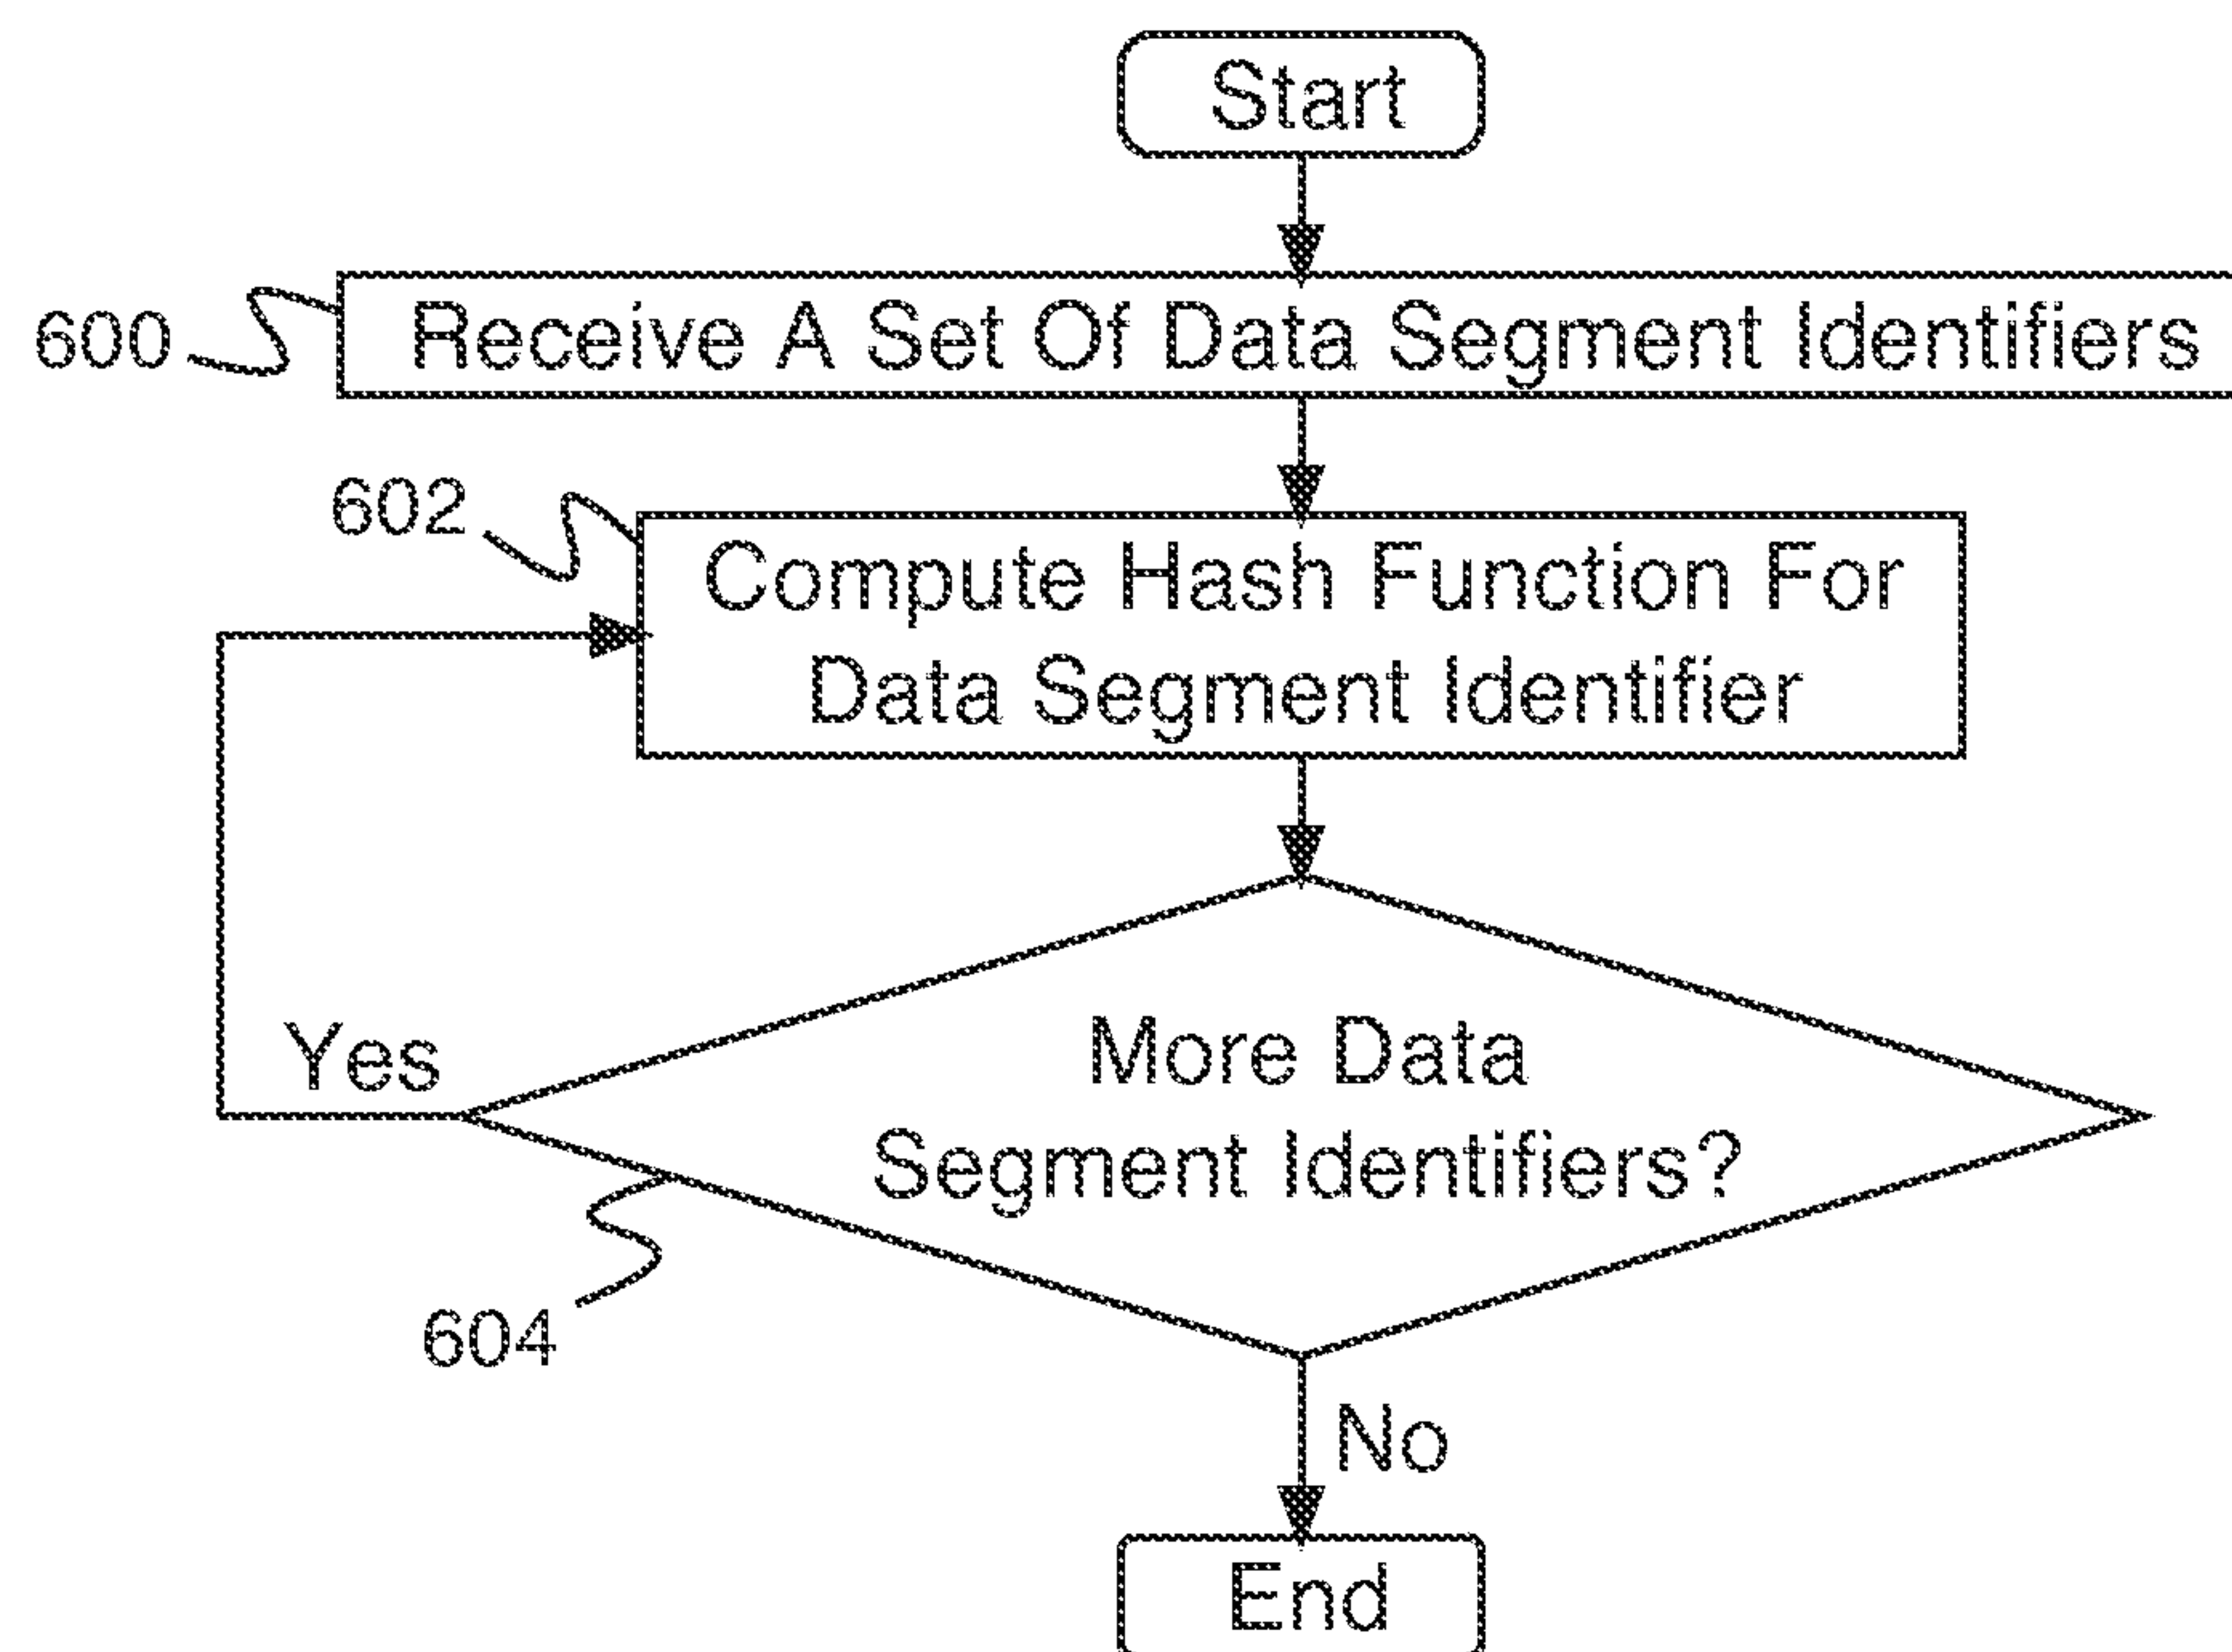 Start
600
Receive A Set Of Data Segment Identifiers
602
Compute Hash Function For
Data Segment Identifier
Yes
More Data
Segment Identifiers?
604
No
End